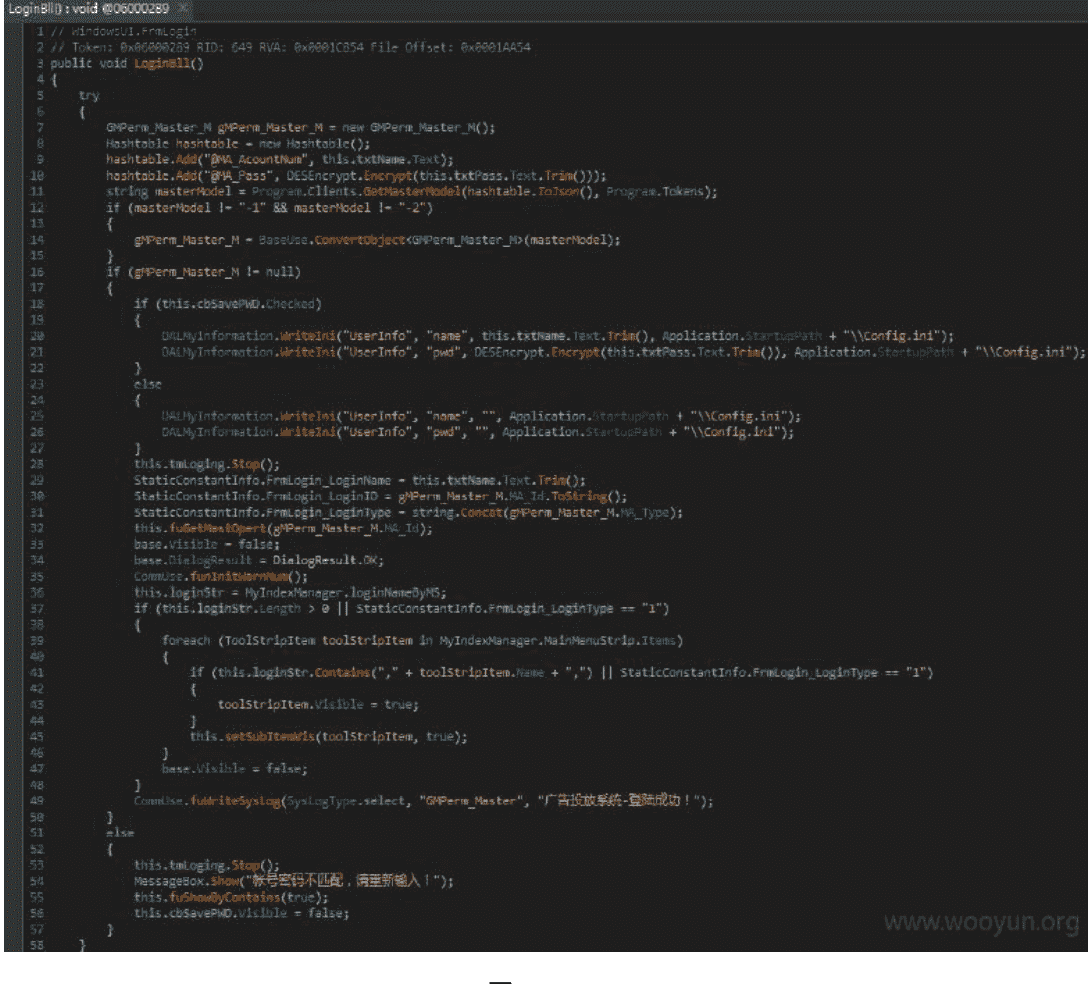 LoginBll() : void @06000289 ×
1 // WindowsUI.FrmLogin
2 // Token: 0x06000289 RID: 649 RVA: 0x0001C854 File Offset: 0x0001AA54
3 public void LoginBll()
4 {
5 try
6 {
7 GMPerm_Master_M gMPerm_Master_M = new GMPerm_Master_M();
8 Hashtable hashtable = new Hashtable();
9 hashtable.Add("@MA_AcountNum", this.txtName.Text);
10 hashtable.Add("@MA_Pass", DESEncrypt.Encrypt(this.txtPass.Text.Trim()));
11 string masterModel = Program.Clients.GetMasterModel(hashtable.ToJson(), Program.Tokens);
12 if (masterModel != "-1" && masterModel != "-2")
13 {
14 gMPerm_Master_M = BaseUse.ConvertObject<GMPerm_Master_M>(masterModel);
15 }
16 if (gMPerm_Master_M != null)
17 {
18 if (this.cbSavePWD.Checked)
19 {
20 DALMyInformation.WriteIni("UserInfo", "name", this.txtName.Text.Trim(), Application.StartupPath + "\\Config.ini");
21 DALMyInformation.WriteIni("UserInfo", "pwd", DESEncrypt.Encrypt(this.txtPass.Text.Trim()), Application.StartupPath + "\\Config.ini");
22 }
23 else
24 {
25 DALMyInformation.WriteIni("UserInfo", "name", "", Application.StartupPath + "\\Config.ini");
26 DALMyInformation.WriteIni("UserInfo", "pwd", "", Application.StartupPath + "\\Config.ini");
27 }
28 this.tmLoging.Stop();
29 StaticConstantInfo.FrmLogin_LoginName = this.txtName.Text.Trim();
30 StaticConstantInfo.FrmLogin_LoginID = gMPerm_Master_M.MA_Id.ToString();
31 StaticConstantInfo.FrmLogin_LoginType = string.Concat(gMPerm_Master_M.MA_Type);
32 this.fuGetMastOpert(gMPerm_Master_M.MA_Id);
33 base.Visible = false;
34 base.DialogResult = DialogResult.OK;
35 CommUse.funInitWarnNum();
36 this.loginStr = MyIndexManager.loginNameByMS;
37 if (this.loginStr.Length > 0 || StaticConstantInfo.FrmLogin_LoginType == "1")
38 {
39 foreach (ToolStripItem toolStripItem in MyIndexManager.MainMenuStrip.Items)
40 {
41 if (this.loginStr.Contains("," + toolStripItem.Name + ",") || StaticConstantInfo.FrmLogin_LoginType == "1")
42 {
43 toolStripItem.Visible = true;
44 }
45 this.setSubItemVis(toolStripItem, true);
46 }
47 base.Visible = false;
48 }
49 CommUse.fuWriteSysLog(SysLogType.select, "GMPerm_Master", "广告投放系统-登陆成功！");
50 }
51 else
52 {
53 this.tmLoging.Stop();
54 MessageBox.Show("帐号密码不匹配，请重新输入！");
55 this.fuShowByContains(true);
56 this.cbSavePWD.Visible = false;
57 }
58 }
www.wooyun.org